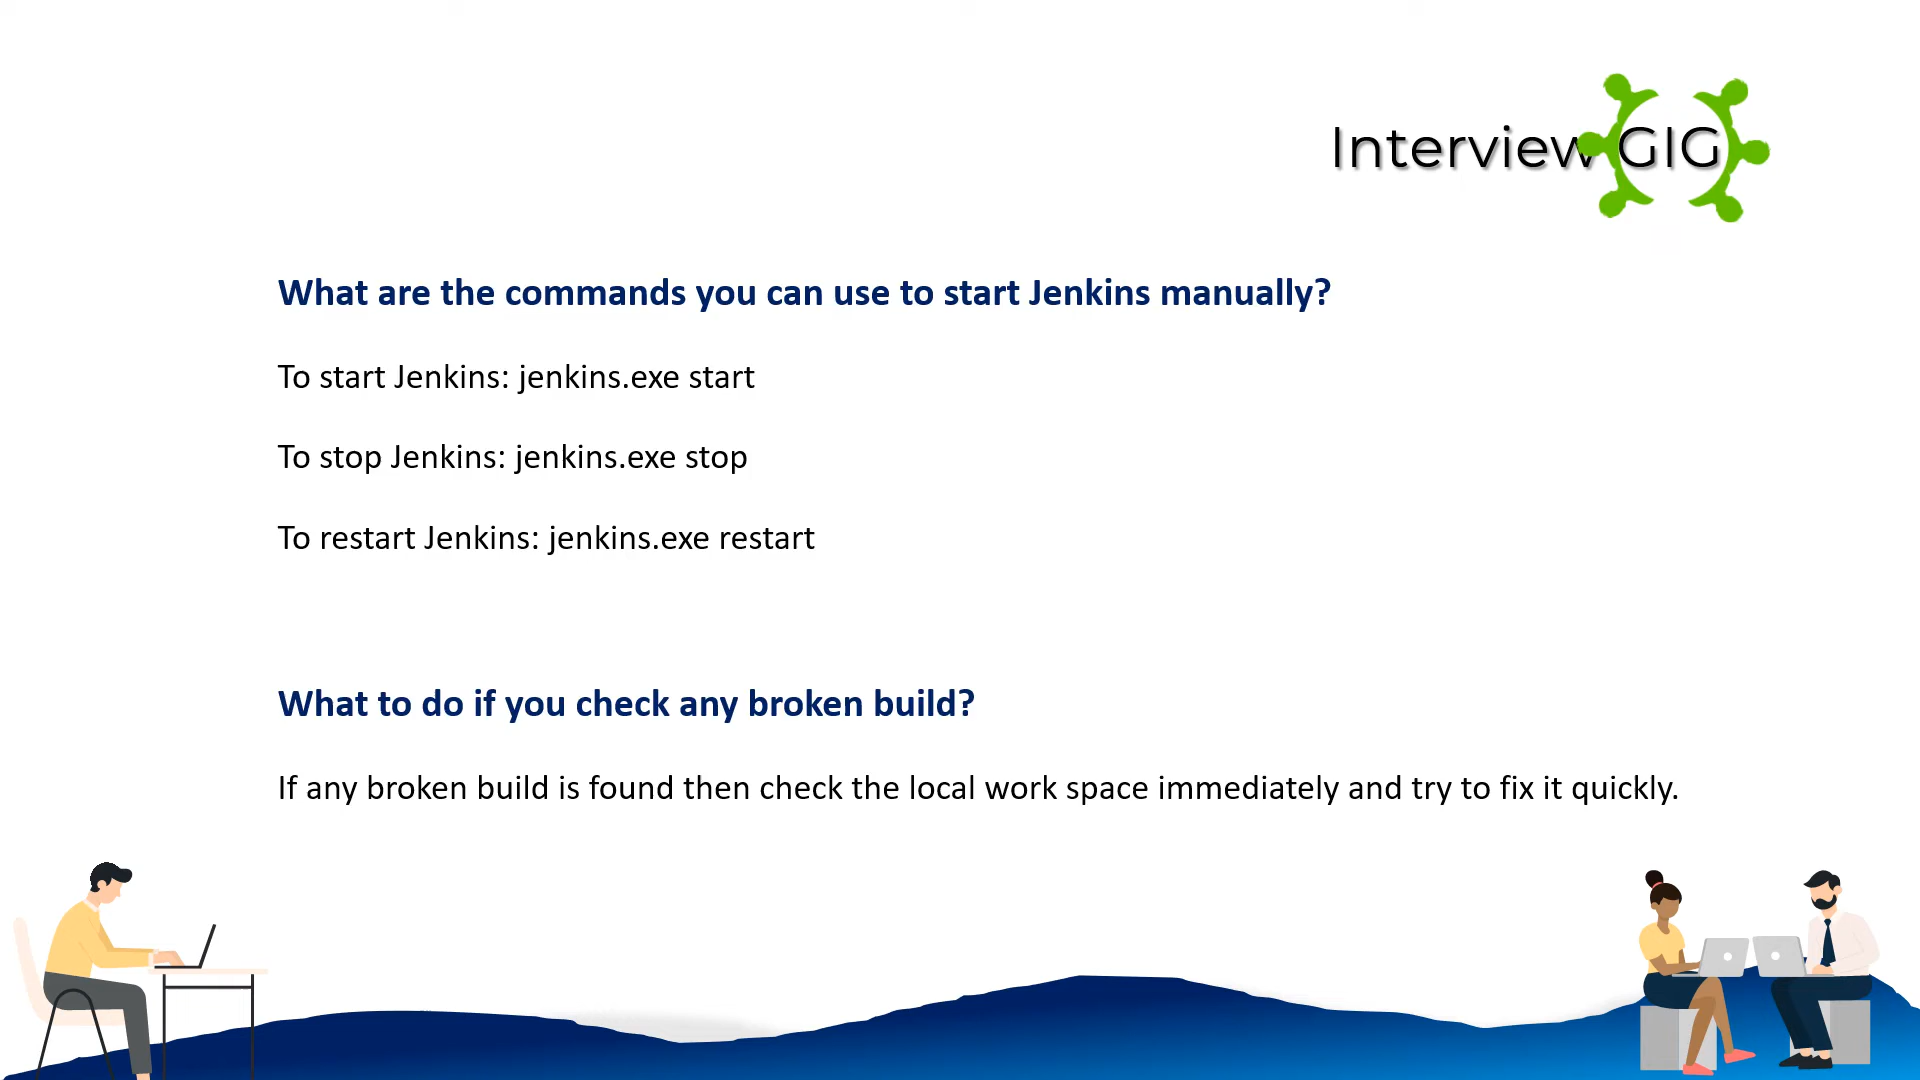 Interview GIG
What are the commands you can use to start Jenkins manually?
To start Jenkins: jenkins.exe start
To stop Jenkins: jenkins.exe stop
To restart Jenkins: jenkins.exe restart
What to do if you check any broken build?
If any broken build is found then check the local work space immediately and try to fix it quickly.